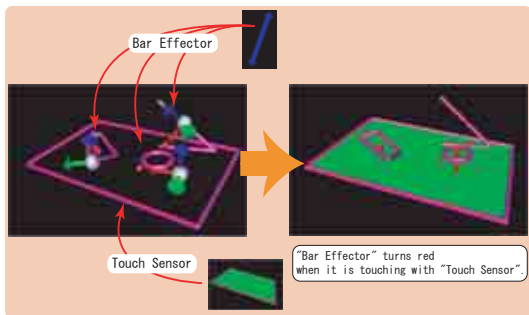 Bar Effector
Touch Sensor
"Bar Effector" turns red
when it is touching with "Touch Sensor".